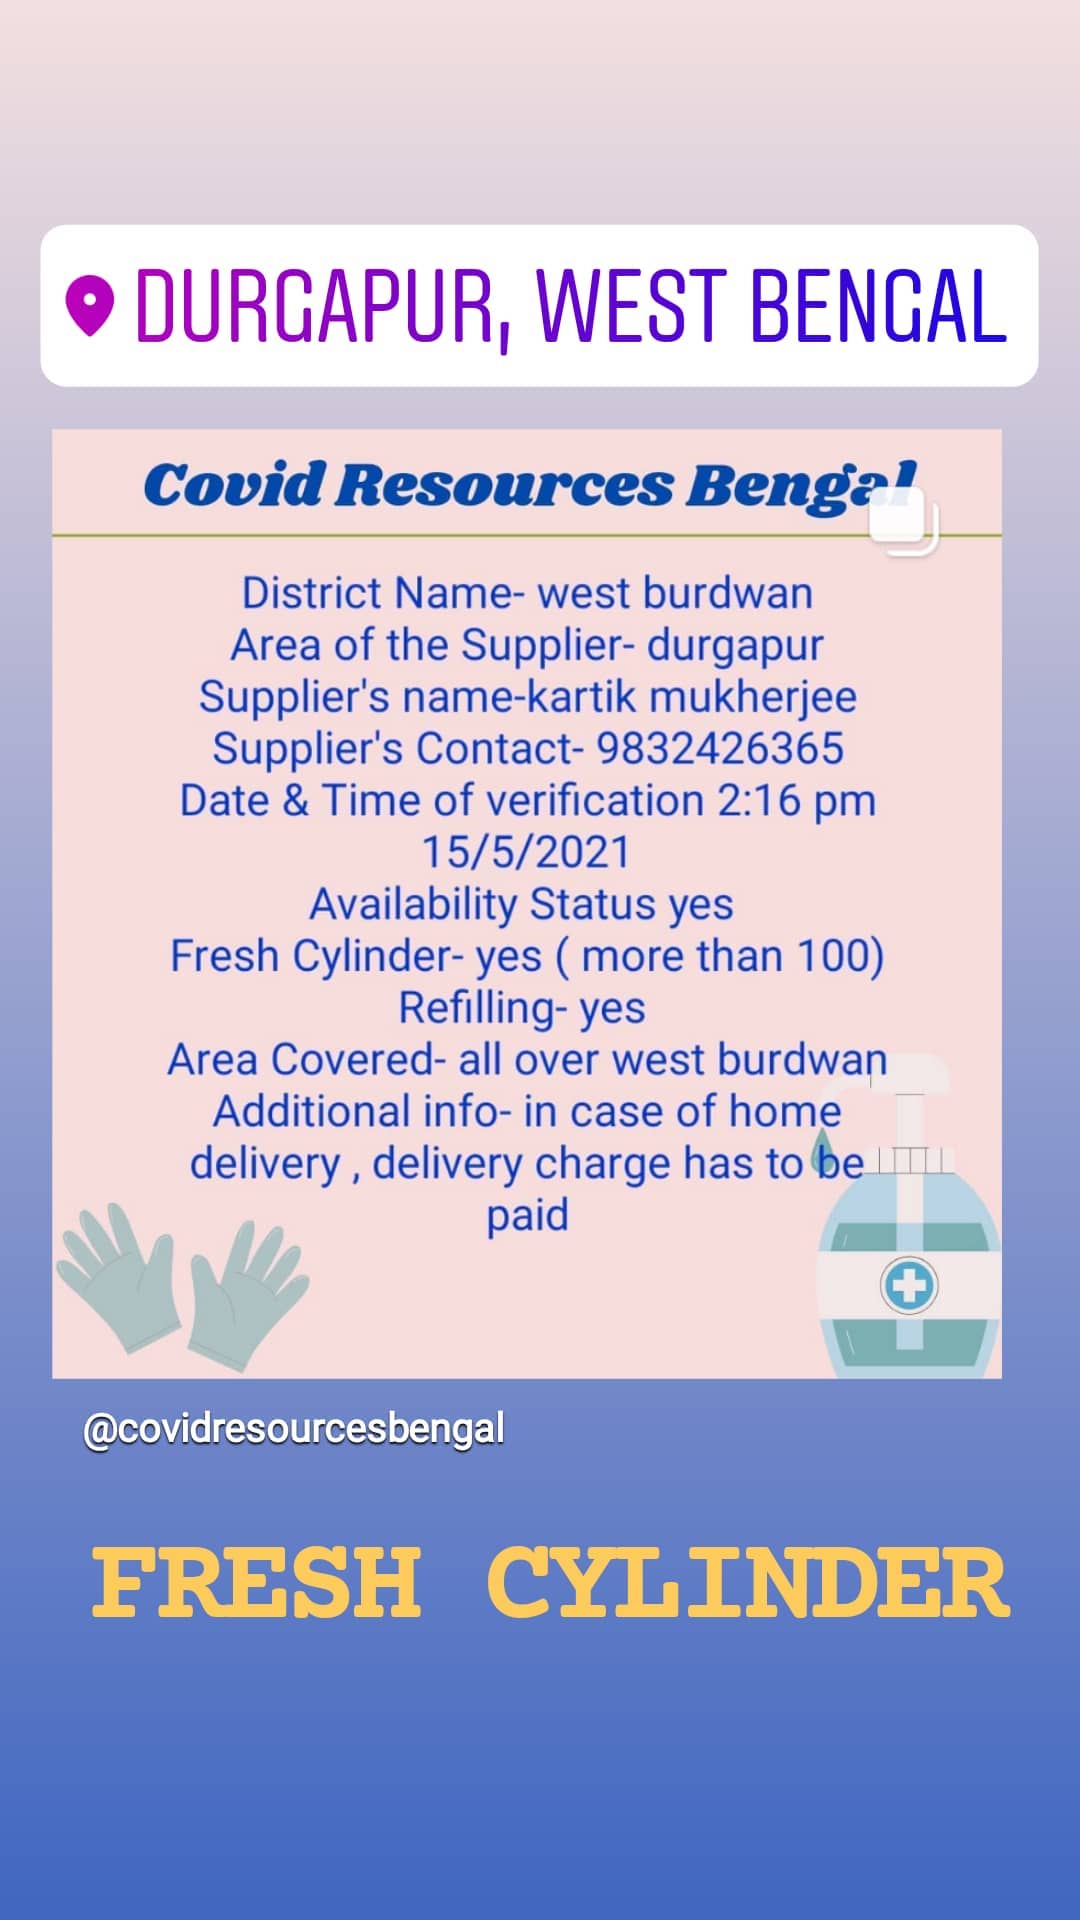 DURGAPUR, WEST BENGAL
Covid Resources Bengal
District Name- west burdwan
Area of the Supplier- durgapur
Supplier's name-kartik mukherjee
Supplier's Contact- 9832426365
Date & Time of verification 2:16 pm
15/5/2021
Availability Status yes
Fresh Cylinder- yes ( more than 100)
Refilling- yes
Area Covered- all over west burdwan
Additional info- in case of home
delivery , delivery charge has to be
paid
@covidresourcesbengal
FRESH CYLINDER